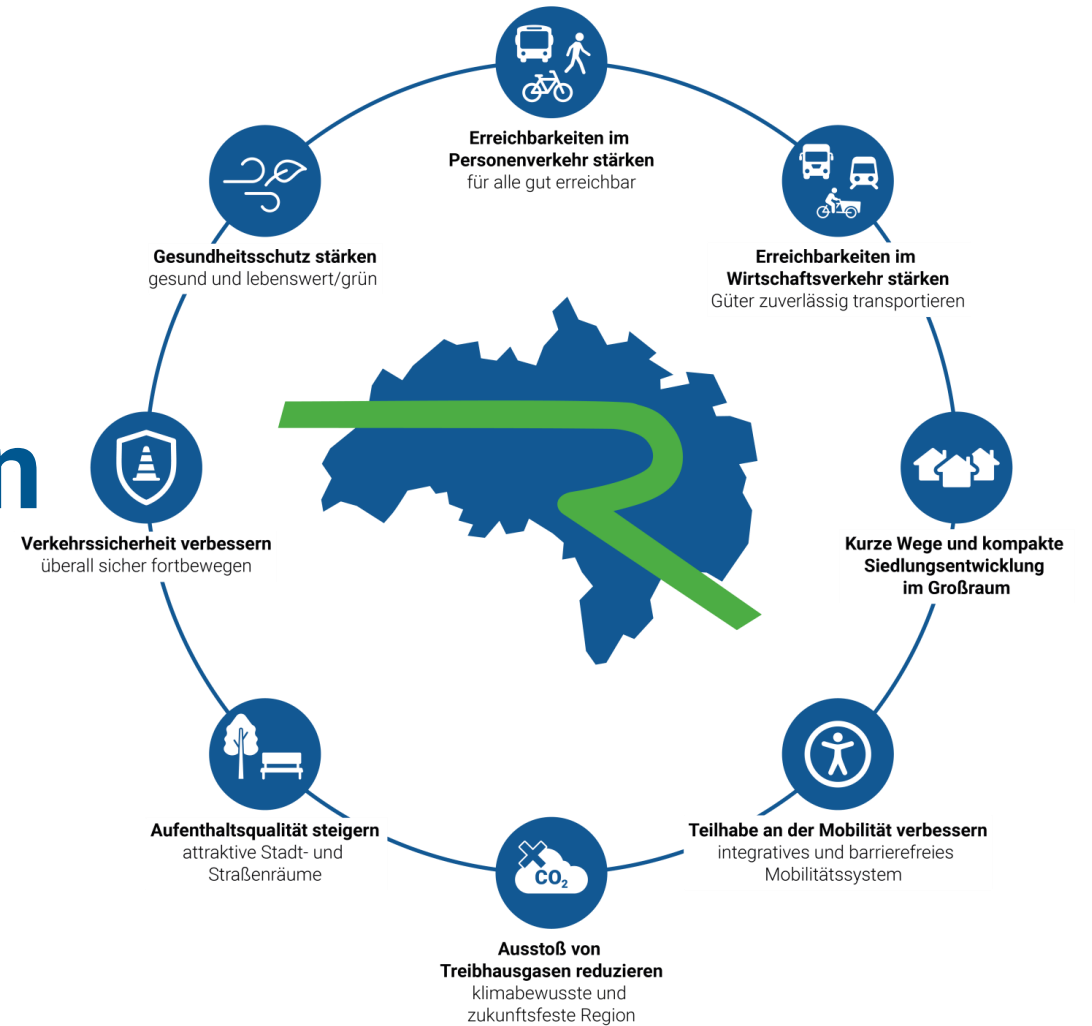 Erreichbarkeiten im
Personenverkehr stärken
für alle gut erreichbar
Erreichbarkeiten im
Wirtschaftsverkehr stärken
Güter zuverlässig transportieren
Kurze Wege und kompakte
Siedlungsentwicklung
im Großraum
Teilhabe an der Mobilität verbessern
integratives und barrierefreies
Mobilitätssystem
CO₂
Ausstoß von
Treibhausgasen reduzieren
klimabewusste und
zukunftsfeste Region
Aufenthaltsqualität steigern
attraktive Stadt- und
Straßenräume
n
Verkehrssicherheit verbessern
überall sicher fortbewegen
Gesundheitsschutz stärken
gesund und lebenswert/grün